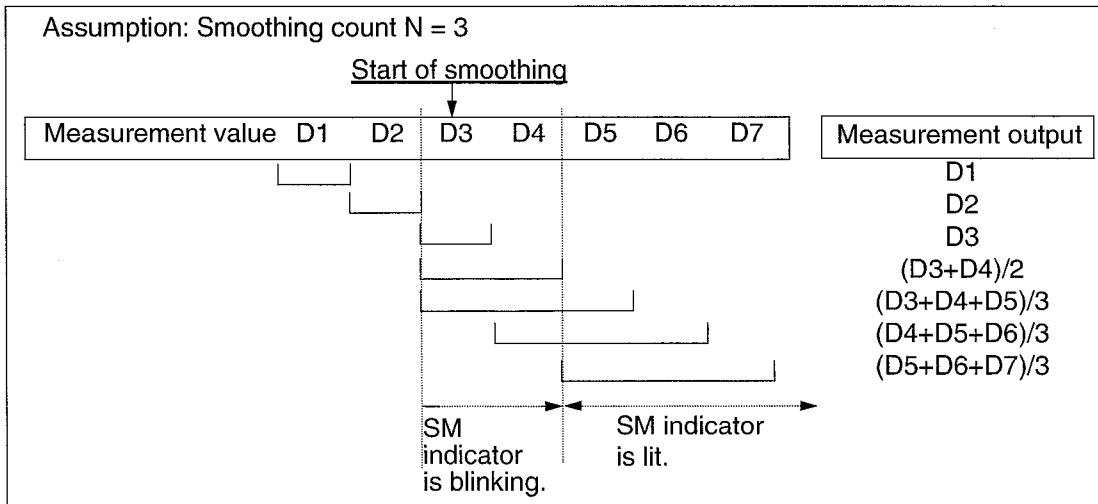 Assumption: Smoothing count N = 3
Start of smoothing
Measurement value D1 D2 D3 D4 D5 D6 D7
Measurement output
D1
D2
D3
(D3+D4)/2
(D3+D4+D5)/3
(D4+D5+D6)/3
(D5+D6+D7)/3
SM
indicator
is blinking.
SM indicator
is lit.